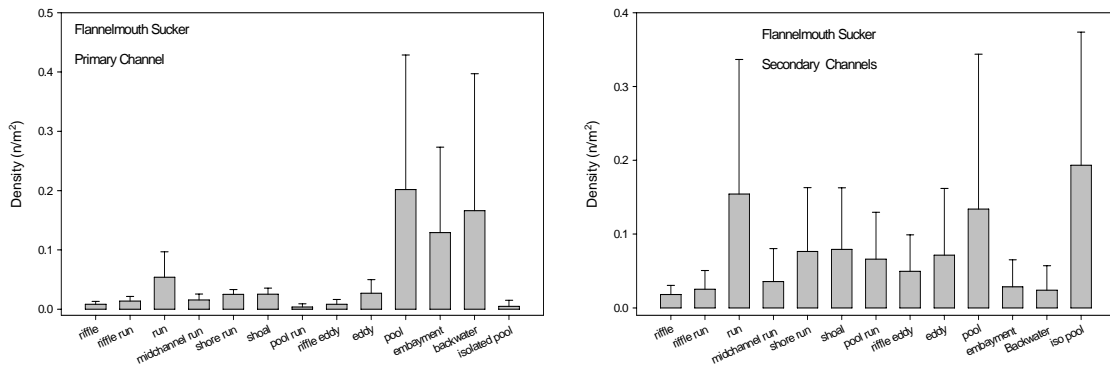 Flannelmouth Sucker
Primary Channel
Density (n/m²)
0.5
0.4
0.3
0.2
0.1
0.0
riffle
riffle run
run
midchannel run
shore run
shoal
pool run
riffle eddy
eddy
pool
embayment
backwater
isolated pool
Flannelmouth Sucker
Secondary Channels
Density (n/m²)
0.4
0.3
0.2
0.1
0.0
riffle
riffle run
run
midchannel run
shore run
shoal
pool run
riffle eddy
eddy
pool
embayment
Backwater
iso pool